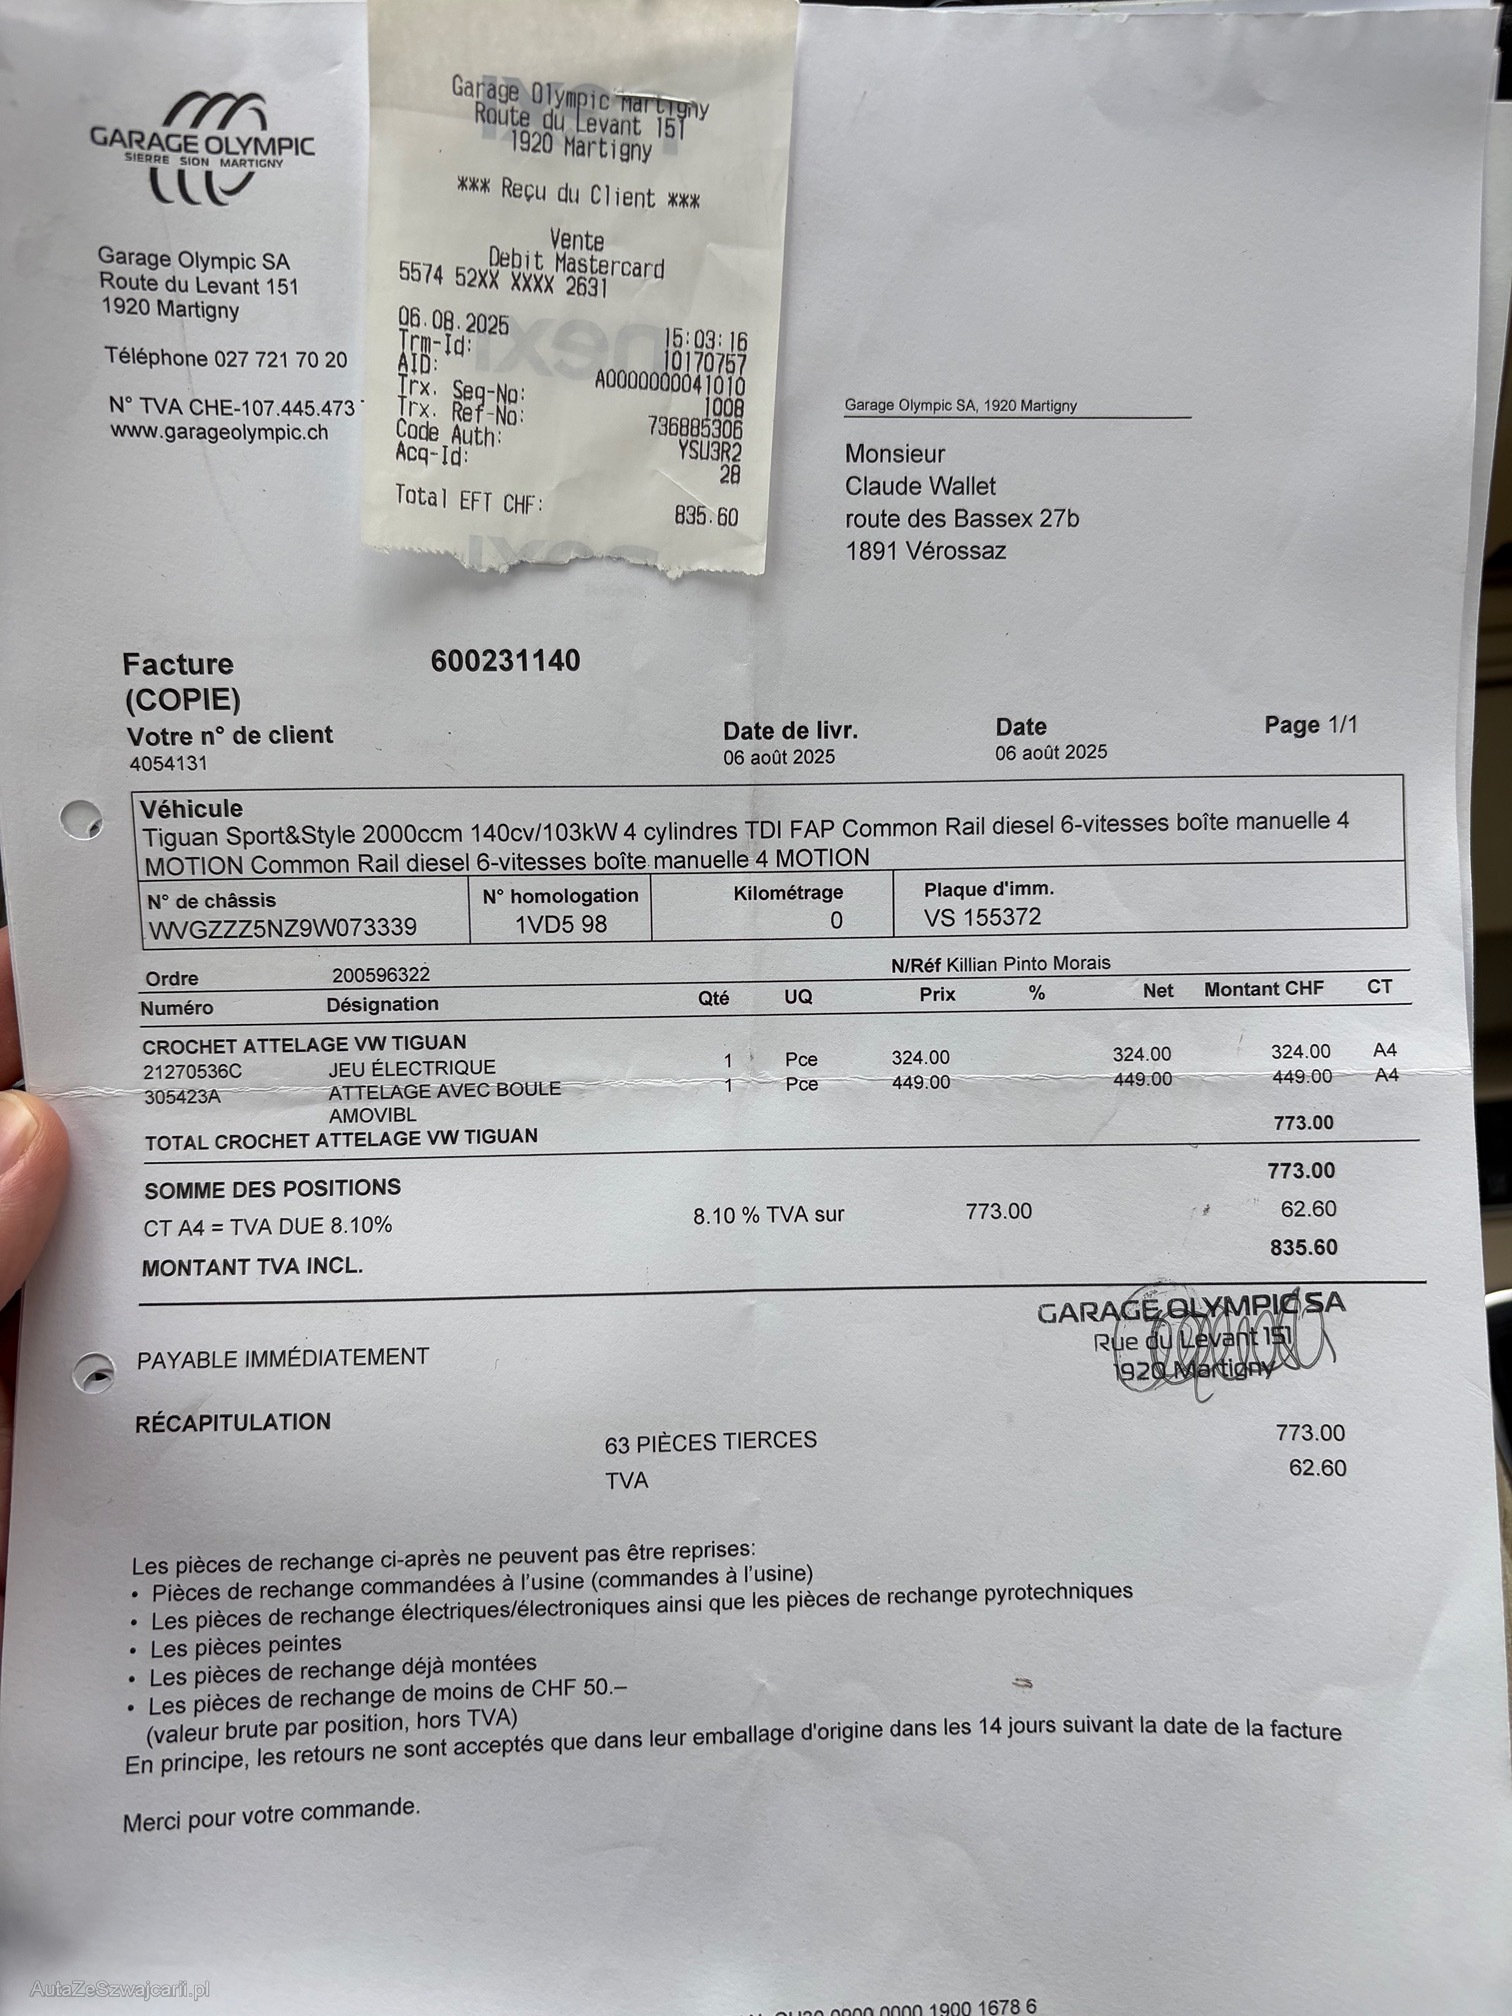 GARAGE OLYMPIC
SIERRE SION MARTIGNY
Garage Olympic SA
Route du Levant 151
1920 Martigny
Téléphone 027 721 70 20
N° TVA CHE-107.445.473
www.garageolympic.ch
Garage Olympic Martigny
Route du Levant 151
1920 Martigny
*** Reçu du Client ***
Vente
Debit Mastercard
5574 52XX XXXX 2631
06.08.2025 15:03:16
Trm-Id: 10170757
AID: A0000000041010
Trx. Seq-No: 1008
Trx. Ref-No: 736885306
Code Auth: YSU3R2
Acq-Id: 28
Total EFT CHF: 835.60
nexi
Garage Olympic SA, 1920 Martigny
Monsieur
Claude Wallet
route des Bassex 27b
1891 Vérossaz
Facture 600231140
(COPIE)
Votre n° de client Date de livr. Date Page 1/1
4054131 06 août 2025 06 août 2025
Véhicule
Tiguan Sport&Style 2000ccm 140cv/103kW 4 cylindres TDI FAP Common Rail diesel 6-vitesses boîte manuelle 4
MOTION Common Rail diesel 6-vitesses boîte manuelle 4 MOTION
N° de châssis N° homologation Kilométrage Plaque d'imm.
WVGZZZ5NZ9W073339 1VD5 98 0 VS 155372
Ordre 200596322 N/Réf Killian Pinto Morais
Numéro Désignation Qté UQ Prix % Net Montant CHF CT
CROCHET ATTELAGE VW TIGUAN
21270536C JEU ÉLECTRIQUE 1 Pce 324.00 324.00 324.00 A4
305423A ATTELAGE AVEC BOULE 1 Pce 449.00 449.00 449.00 A4
AMOVIBL
TOTAL CROCHET ATTELAGE VW TIGUAN 773.00
SOMME DES POSITIONS 773.00
CT A4 = TVA DUE 8.10% 8.10 % TVA sur 773.00 62.60
MONTANT TVA INCL. 835.60
GARAGE OLYMPIC SA
Rue du Levant 151
1920 Martigny
PAYABLE IMMÉDIATEMENT
RÉCAPITULATION
63 PIÈCES TIERCES 773.00
TVA 62.60
Les pièces de rechange ci-après ne peuvent pas être reprises:
• Pièces de rechange commandées à l'usine (commandes à l'usine)
• Les pièces de rechange électriques/électroniques ainsi que les pièces de rechange pyrotechniques
• Les pièces peintes
• Les pièces de rechange déjà montées
• Les pièces de rechange de moins de CHF 50.–
(valeur brute par position, hors TVA)
En principe, les retours ne sont acceptés que dans leur emballage d'origine dans les 14 jours suivant la date de la facture
Merci pour votre commande.
0900 0000 1900 1678 6
AutaZeSzwajcarii.pl